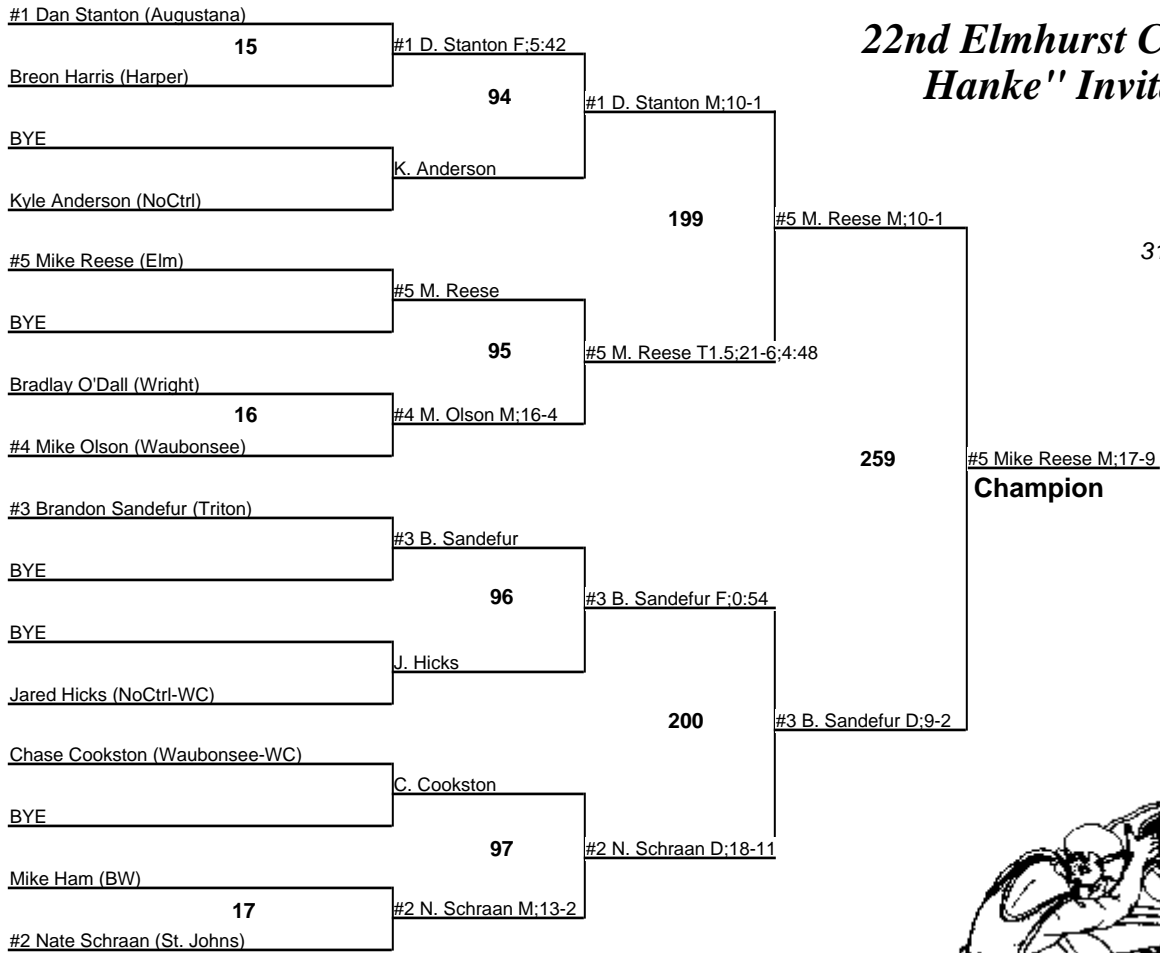 #1 Dan Stanton (Augustana)
15
Breon Harris (Harper)
#1 D. Stanton F;5:42
94
BYE
Kyle Anderson (NoCtrl)
K. Anderson
#1 D. Stanton M;10-1
199
#5 Mike Reese (Elm)
BYE
#5 M. Reese
95
Bradlay O'Dall (Wright)
16
#4 Mike Olson (Waubonsee)
#4 M. Olson M;16-4
#5 M. Reese T1.5;21-6;4:48
#5 M. Reese M;10-1
259
#3 Brandon Sandefur (Triton)
BYE
#3 B. Sandefur
96
BYE
Jared Hicks (NoCtrl-WC)
J. Hicks
#3 B. Sandefur F;0:54
200
Chase Cookston (Waubonsee-WC)
BYE
C. Cookston
97
Mike Ham (BW)
17
#2 Nate Schraan (St. Johns)
#2 N. Schraan M;13-2
#2 N. Schraan D;18-11
#3 B. Sandefur D;9-2
#5 Mike Reese M;17-9
Champion
22nd Elmhurst C
Hanke" Invit
31